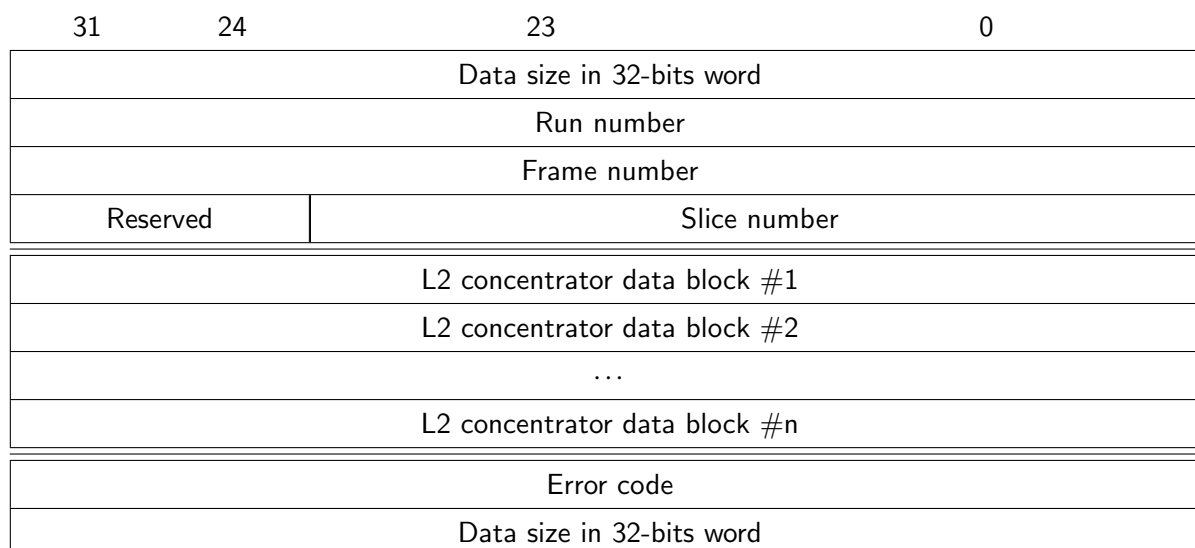 31 24 23 0
Data size in 32-bits word
Run number
Frame number
Reserved Slice number
L2 concentrator data block #1
L2 concentrator data block #2
...
L2 concentrator data block #n
Error code
Data size in 32-bits word